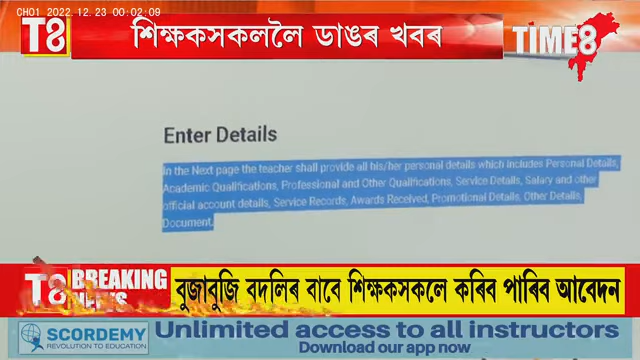 CH01 2022.12.23 00:02:09
T8 শিক্ষকসকললৈ ডাঙৰ খবৰ TIME8
Enter Details
In the Next page the teacher shall provide all his/her personal details which includes Personal Details,
Academic Qualifications, Professional and Other Qualifications, Service Details, Salary and other
official account details, Service Records, Awards Received, Promotional Details, Other Details,
Document.
T8 BREAKING NEWS
বুজাবুজি বদলিৰ বাবে শিক্ষকসকলে কৰিব পাৰিব আবেদন
SCORDEMY
REVOLUTION TO EDUCATION
Unlimited access to all instructors
Download our app now